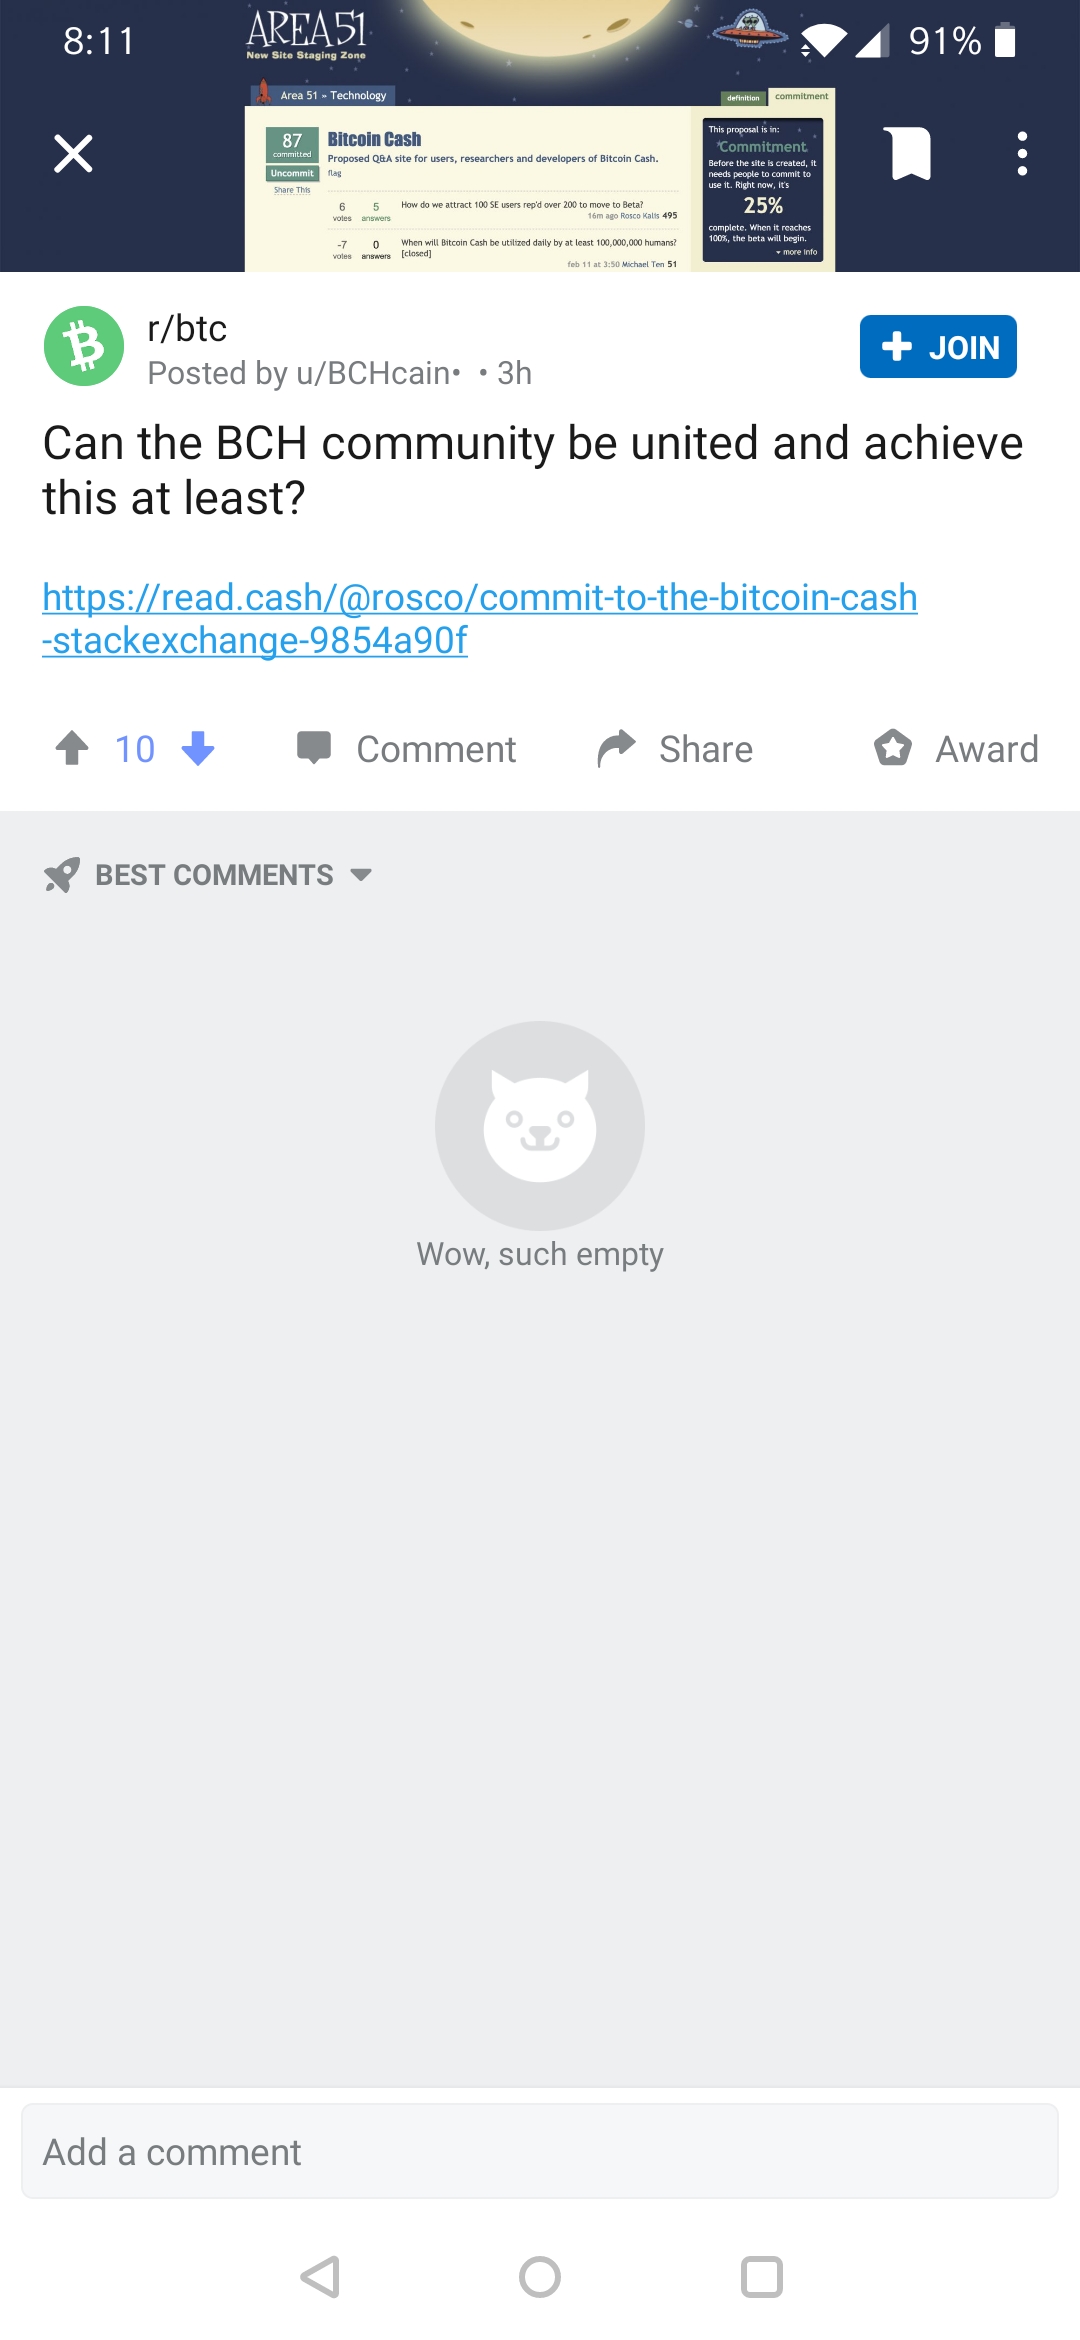 8:11
AREA51
New Site Staging Zone
91%
Area 51 » Technology
definition
commitment
87
committed
Uncommit
Share This
Bitcoin Cash
Proposed Q&A site for users, researchers and developers of Bitcoin Cash.
flag
6
votes
5
answers
How do we attract 100 SE users rep'd over 200 to move to Beta?
16m ago Rosco Kalis 495
-7
votes
0
answers
When will Bitcoin Cash be utilized daily by at least 100,000,000 humans?
[closed]
feb 11 at 3:50 Michael Ten 51
This proposal is in:
Commitment
Before the site is created, it
needs people to commit to
use it. Right now, it's
25%
complete. When it reaches
100%, the beta will begin.
more info
r/btc
Posted by u/BCHcain• • 3h
+ JOIN
Can the BCH community be united and achieve
this at least?
https://read.cash/@rosco/commit-to-the-bitcoin-cash
-stackexchange-9854a90f
10
Comment
Share
Award
BEST COMMENTS
Wow, such empty
Add a comment